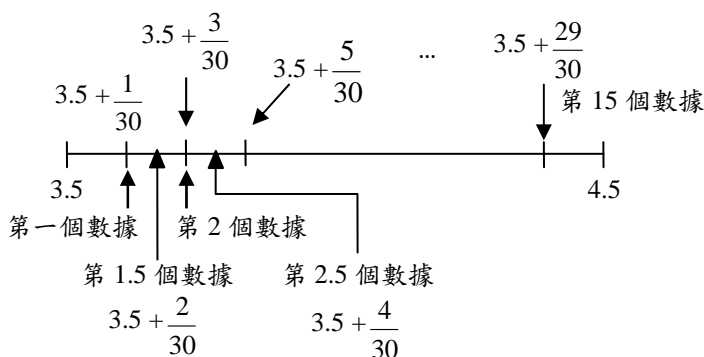 3.5 + 3/30
3.5 + 5/30
...
3.5 + 29/30
3.5 + 1/30
第 15 個數據
3.5
4.5
第一個數據
第 2 個數據
第 1.5 個數據
第 2.5 個數據
3.5 + 2/30
3.5 + 4/30